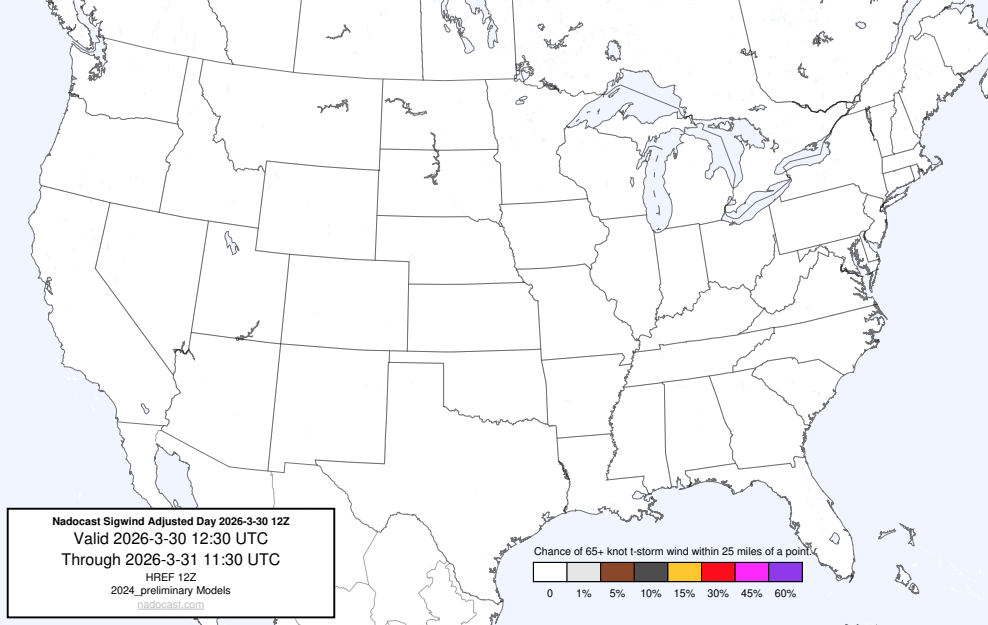 Nadocast Sigwind Adjusted Day 2026-3-30 12Z
Valid 2026-3-30 12:30 UTC
Through 2026-3-31 11:30 UTC
HREF 12Z
2024_preliminary Models
nadocast.com
Chance of 65+ knot t-storm wind within 25 miles of a point.
0 1% 5% 10% 15% 30% 45% 60%